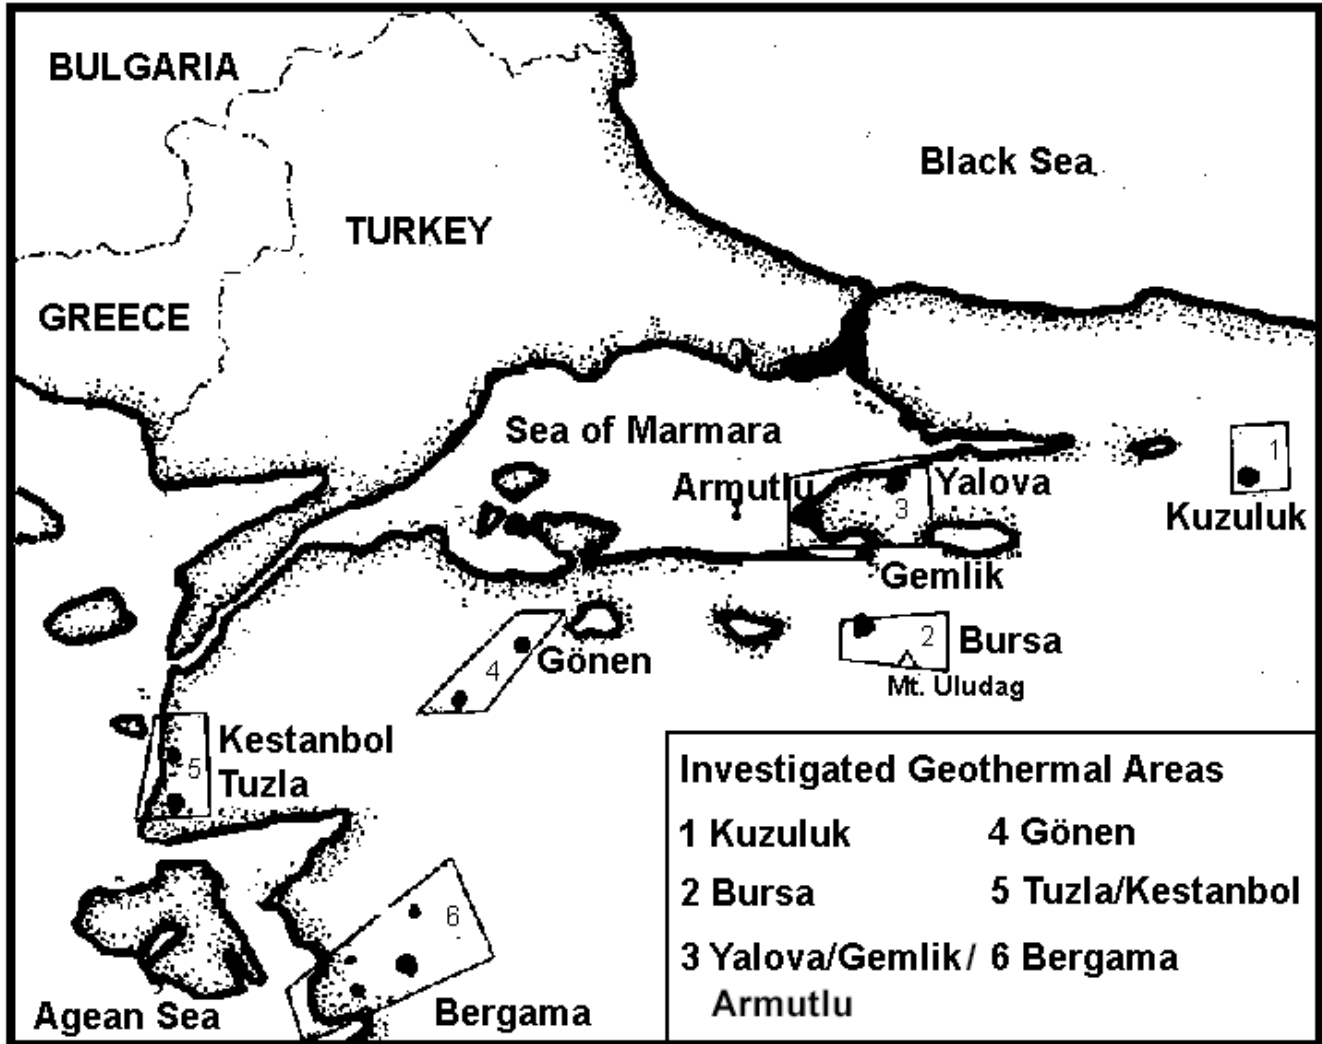 BULGARIA
Black Sea
TURKEY
GREECE
Sea of Marmara
1
Armutlu
Yalova
3
Kuzuluk
Gemlik
2
Bursa
4
Gönen
Mt. Uludag
Kestanbol
5
Tuzla
6
Agean Sea
Bergama
Investigated Geothermal Areas
1 Kuzuluk
4 Gönen
2 Bursa
5 Tuzla/Kestanbol
3 Yalova/Gemlik/
Armutlu
6 Bergama